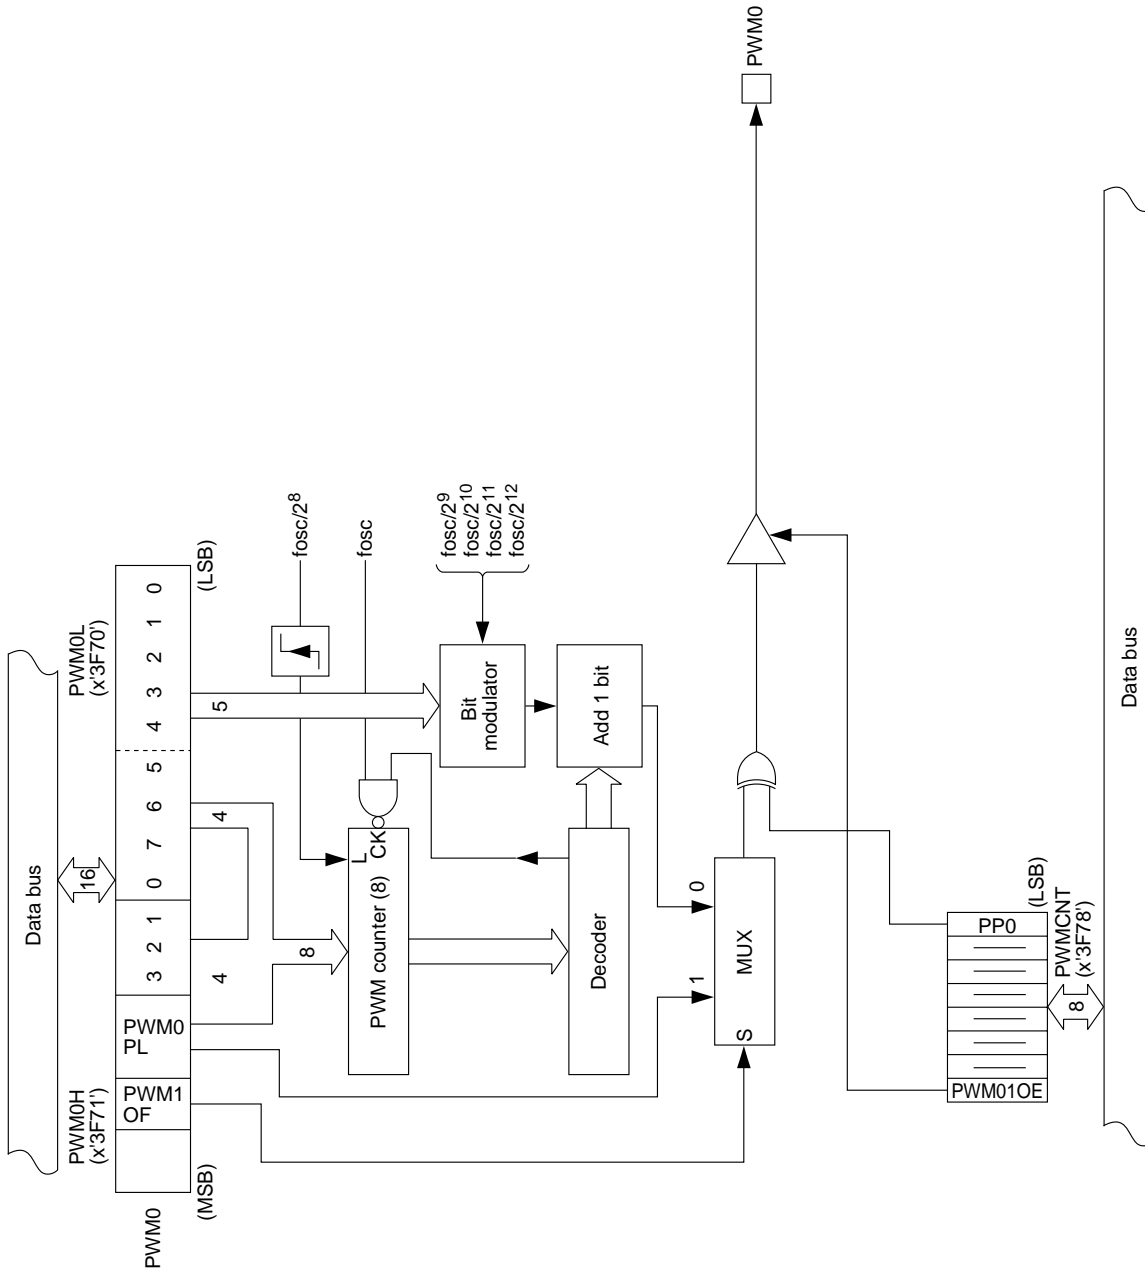 Data bus
16
PWM0
PWM0H
(x'3F71')
PWM0L
(x'3F70')
PWM1
OF
PWM0
PL
3 2 1 0 7 6 5 4 3 2 1 0
(MSB)
(LSB)
4
4
5
8
fosc/2⁸
fosc
L
CK
PWM counter (8)
fosc/2⁹
fosc/2¹⁰
fosc/2¹¹
fosc/2¹²
Bit
modulator
Decoder
Add 1 bit
1
0
S
MUX
PWM0
PWM01OE
PP0
(LSB)
PWMCNT
(x'3F78')
8
Data bus